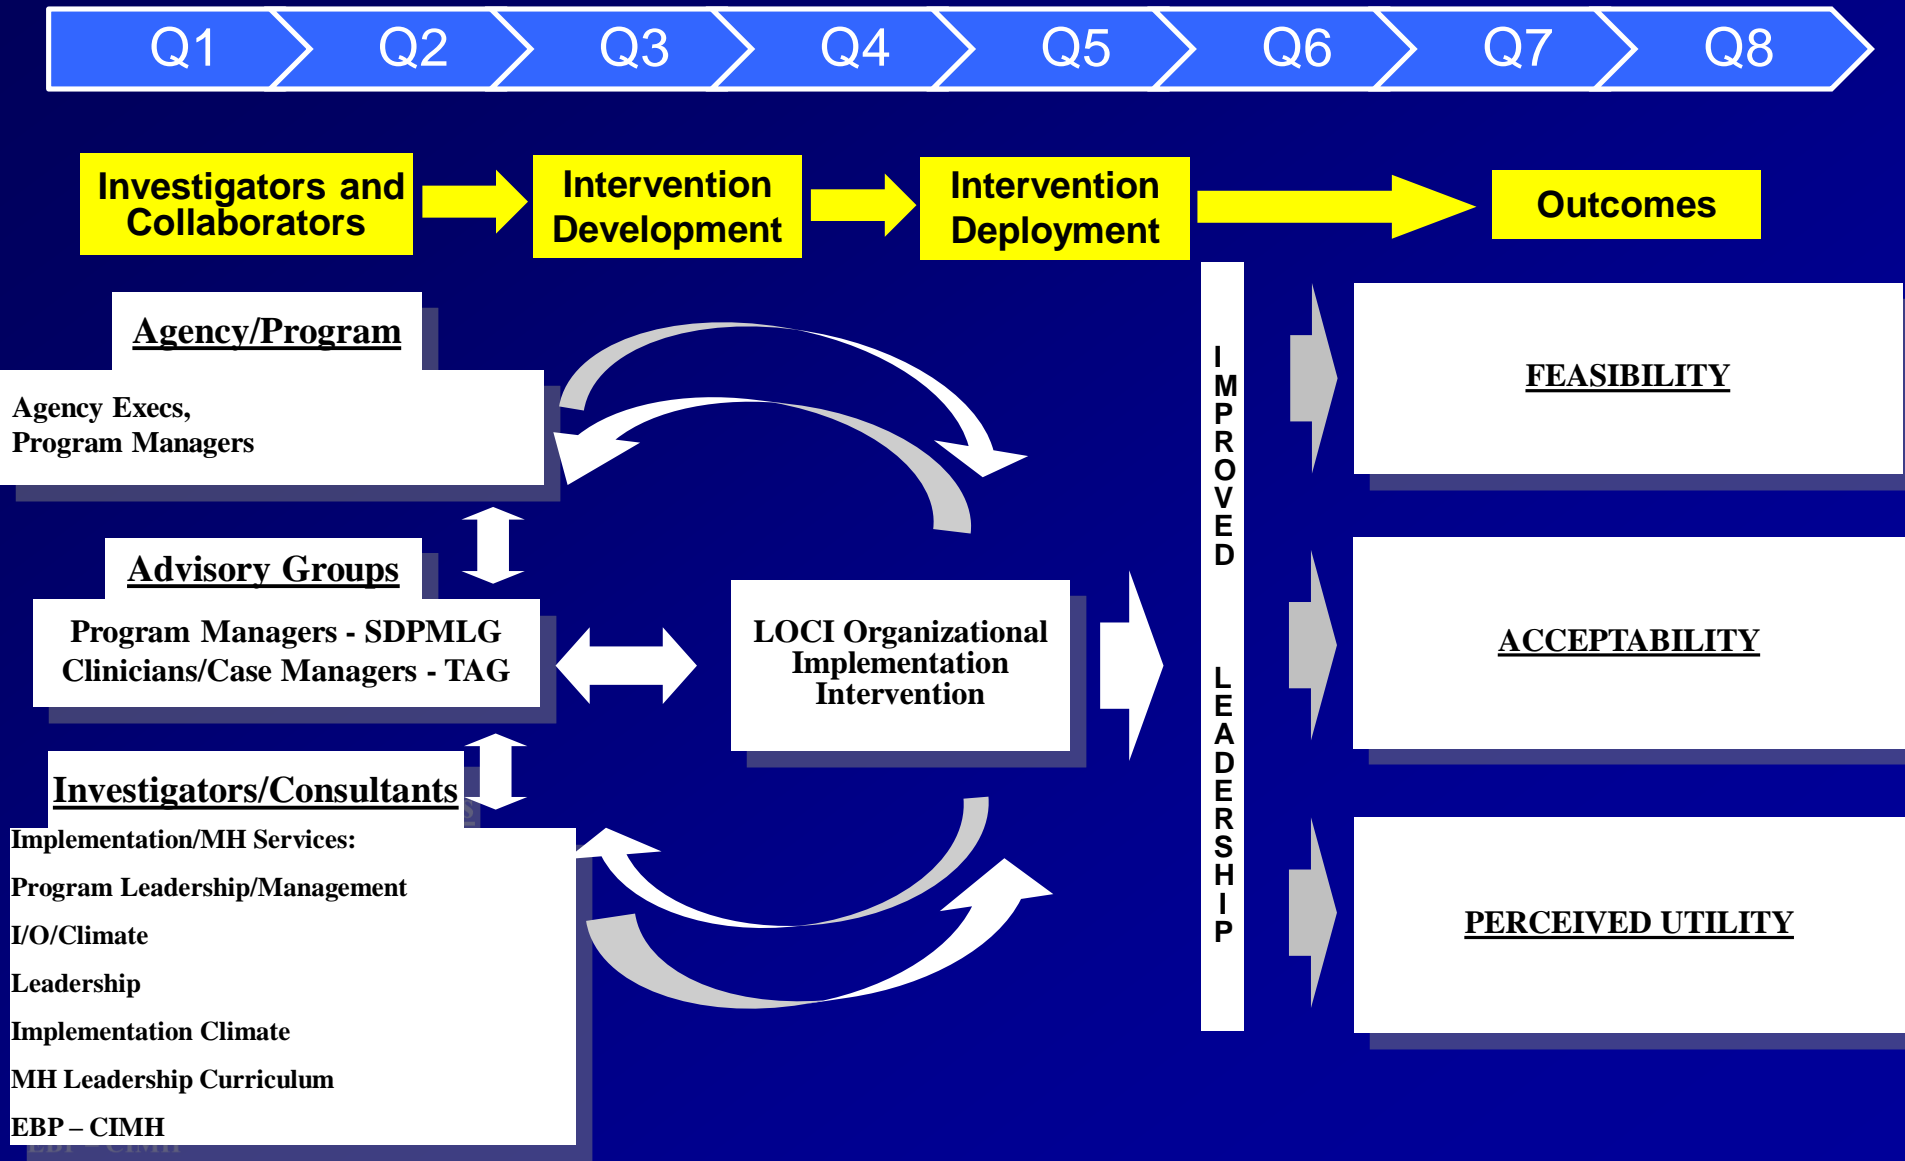 Q1 Q2 Q3 Q4 Q5 Q6 Q7 Q8
Investigators and
Collaborators
Intervention
Development
Intervention
Deployment
Outcomes
Agency/Program
Agency Execs,
Program Managers
Advisory Groups
Program Managers - SDPMLG
Clinicians/Case Managers - TAG
Investigators/Consultants
Implementation/MH Services:
Program Leadership/Management
I/O/Climate
Leadership
Implementation Climate
MH Leadership Curriculum
EBP – CIMH
LOCI Organizational
Implementation
Intervention
IMPROVED
LEADERSHIP
FEASIBILITY
ACCEPTABILITY
PERCEIVED UTILITY